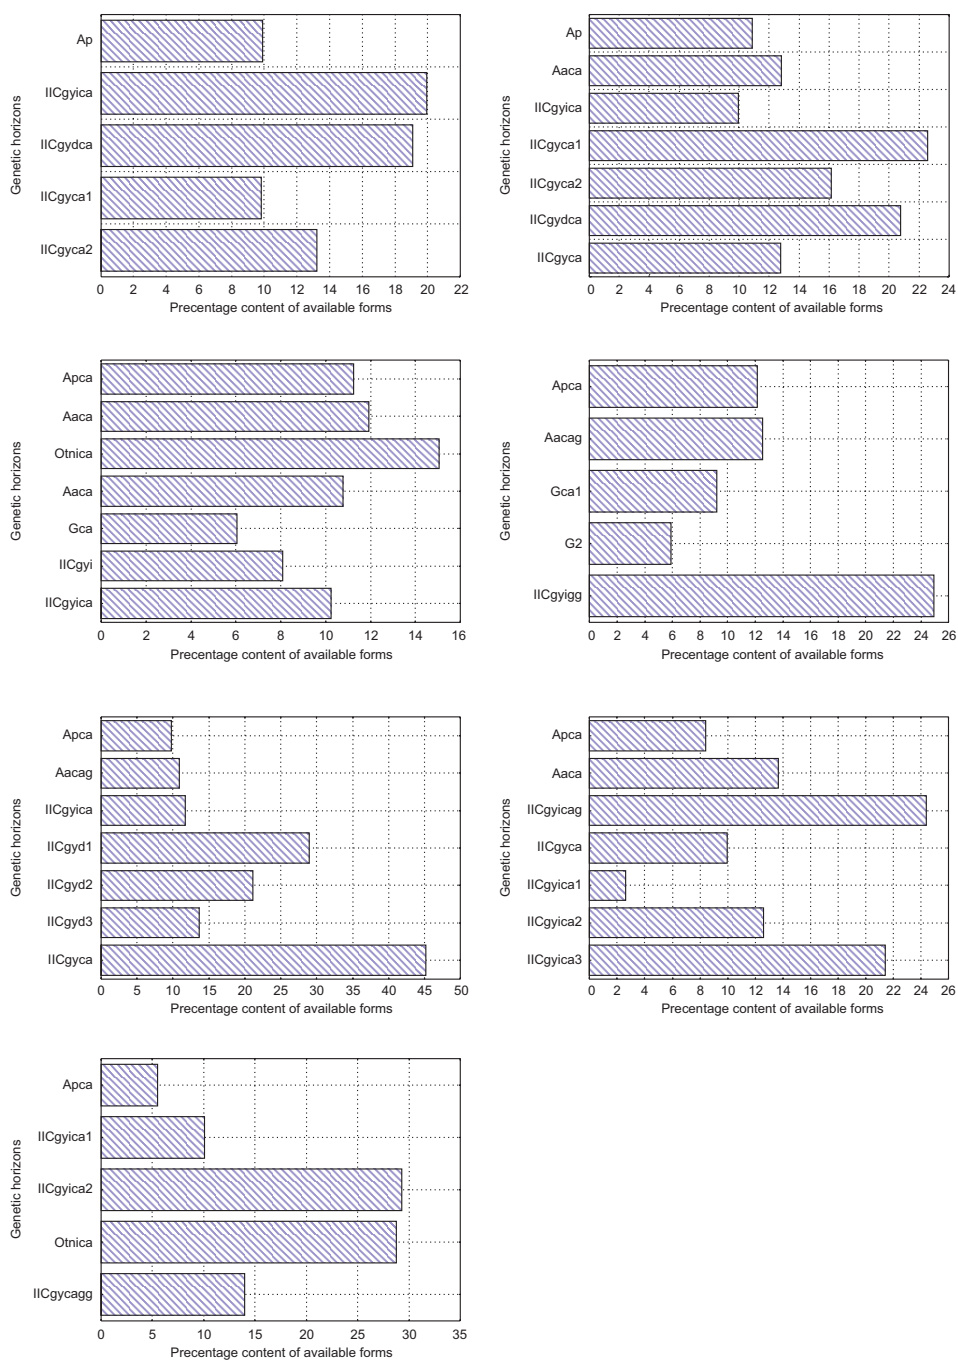 Genetic horizons
Ap
IICgyica
IICgydca
IICgyca1
IICgyca2
0 2 4 6 8 10 12 14 16 18 20 22
Precentage content of available forms
Genetic horizons
Ap
Aaca
IICgyica
IICgyca1
IICgyca2
IICgydca
IICgyca
0 2 4 6 8 10 12 14 16 18 20 22 24
Precentage content of available forms
Genetic horizons
Apca
Aaca
Otnica
Aaca
Gca
IICgyi
IICgyica
0 2 4 6 8 10 12 14 16
Precentage content of available forms
Genetic horizons
Apca
Aacag
Gca1
G2
IICgyigg
0 2 4 6 8 10 12 14 16 18 20 22 24 26
Precentage content of available forms
Genetic horizons
Apca
Aacag
IICgyica
IICgyd1
IICgyd2
IICgyd3
IICgyca
0 5 10 15 20 25 30 35 40 45 50
Precentage content of available forms
Genetic horizons
Apca
Aaca
IICgyicag
IICgyca
IICgyica1
IICgyica2
IICgyica3
0 2 4 6 8 10 12 14 16 18 20 22 24 26
Precentage content of available forms
Genetic horizons
Apca
IICgyica1
IICgyica2
Otnica
IICgycagg
0 5 10 15 20 25 30 35
Precentage content of available forms